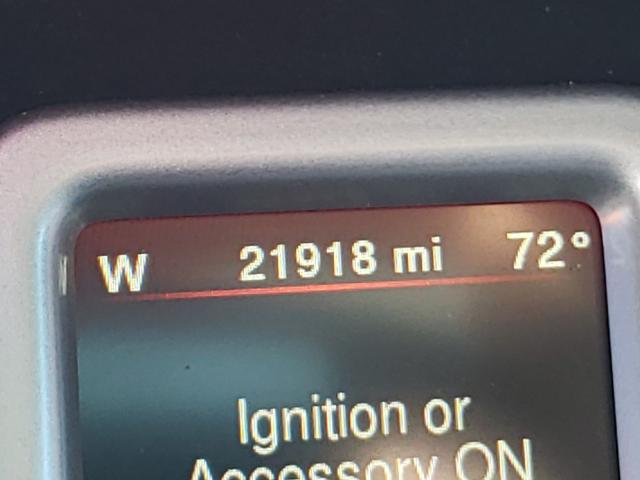 W 21918 mi 72°
Ignition or
Accessory ON